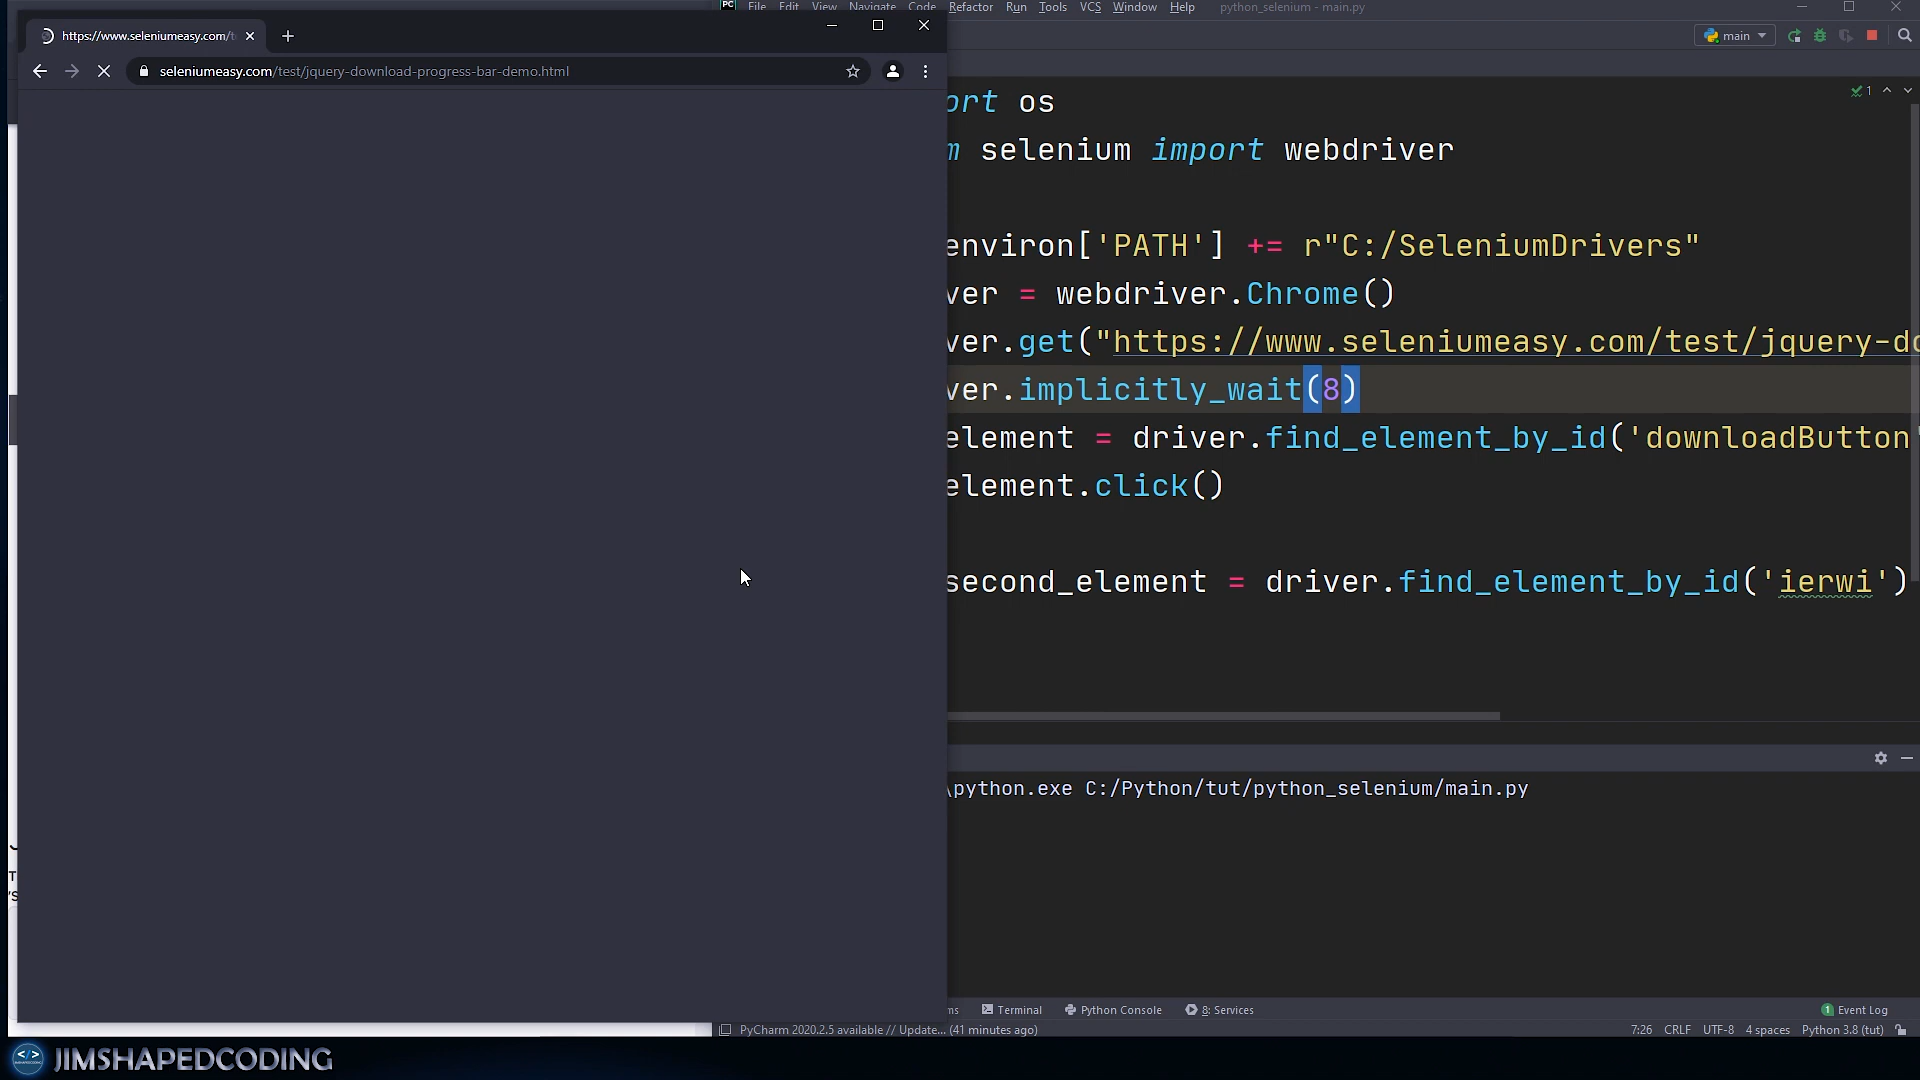 File Edit View Navigate Code Refactor Run Tools VCS Window Help python_selenium - main.py
https://www.seleniumeasy.com/t
main
seleniumeasy.com/test/jquery-download-progress-bar-demo.html
1
ort os
m selenium import webdriver
environ['PATH'] += r"C:/SeleniumDrivers"
ver = webdriver.Chrome()
ver.get("https://www.seleniumeasy.com/test/jquery-do
ver.implicitly_wait(8)
element = driver.find_element_by_id('downloadButton'
element.click()
second_element = driver.find_element_by_id('ierwi')
\python.exe C:/Python/tut/python_selenium/main.py
ms Terminal Python Console 8: Services 1 Event Log
PyCharm 2020.2.5 available // Update... (41 minutes ago) 7:26 CRLF UTF-8 4 spaces Python 3.8 (tut)
JIMSHAPEDCODING